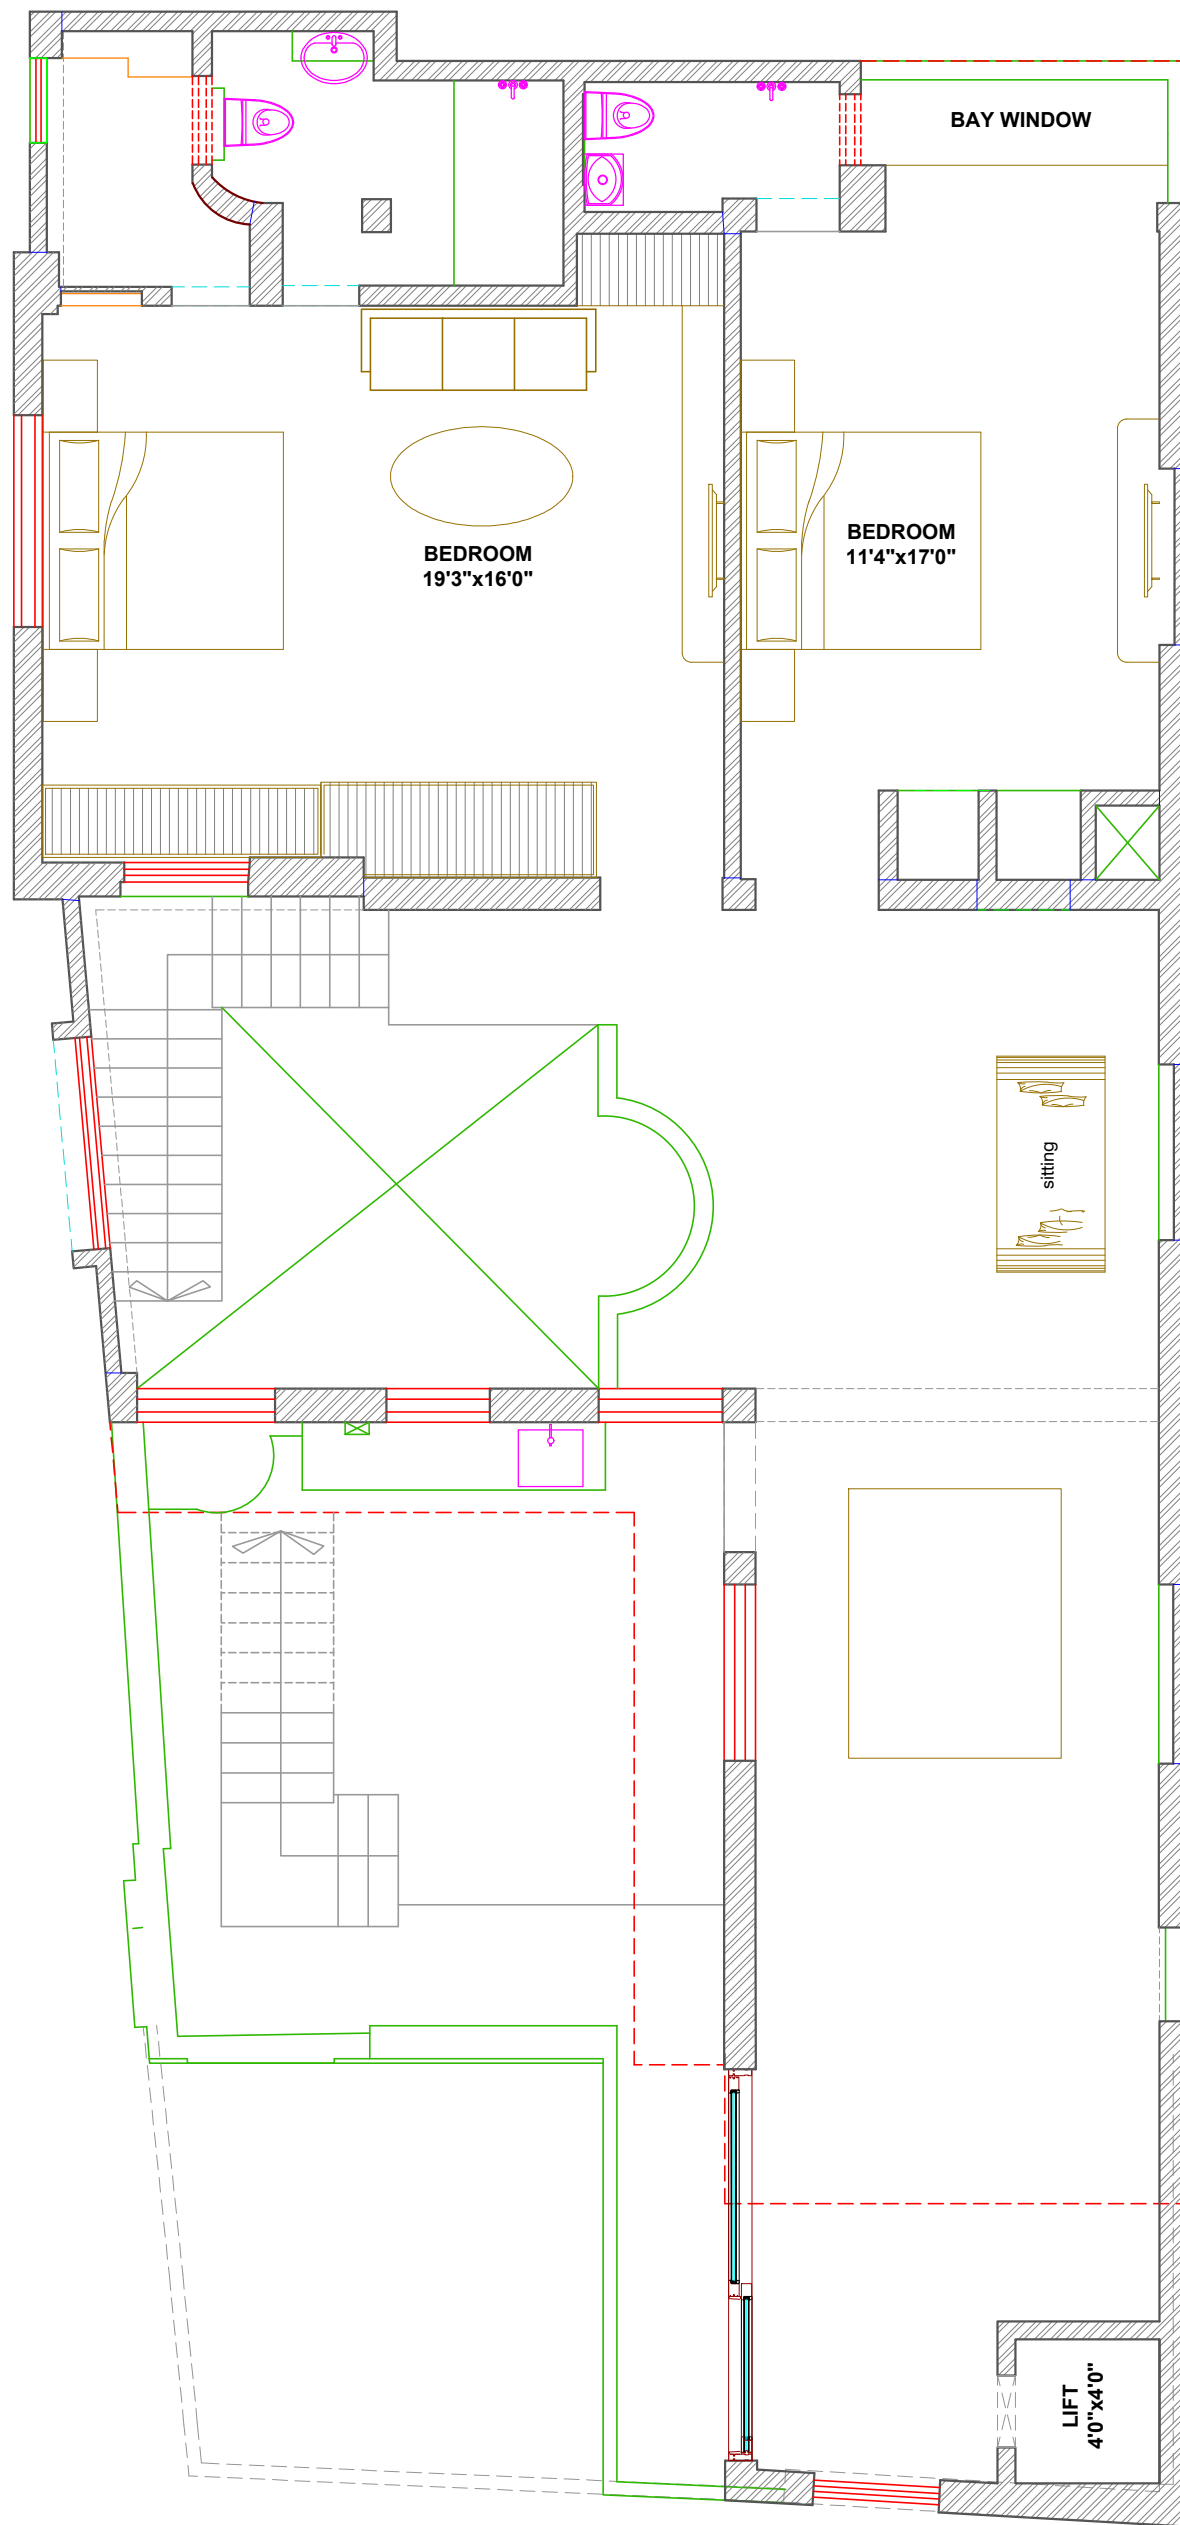 BAY WINDOW
BEDROOM
19'3"x16'0"
BEDROOM
11'4"x17'0"
sitting
LIFT
4'0"x4'0"